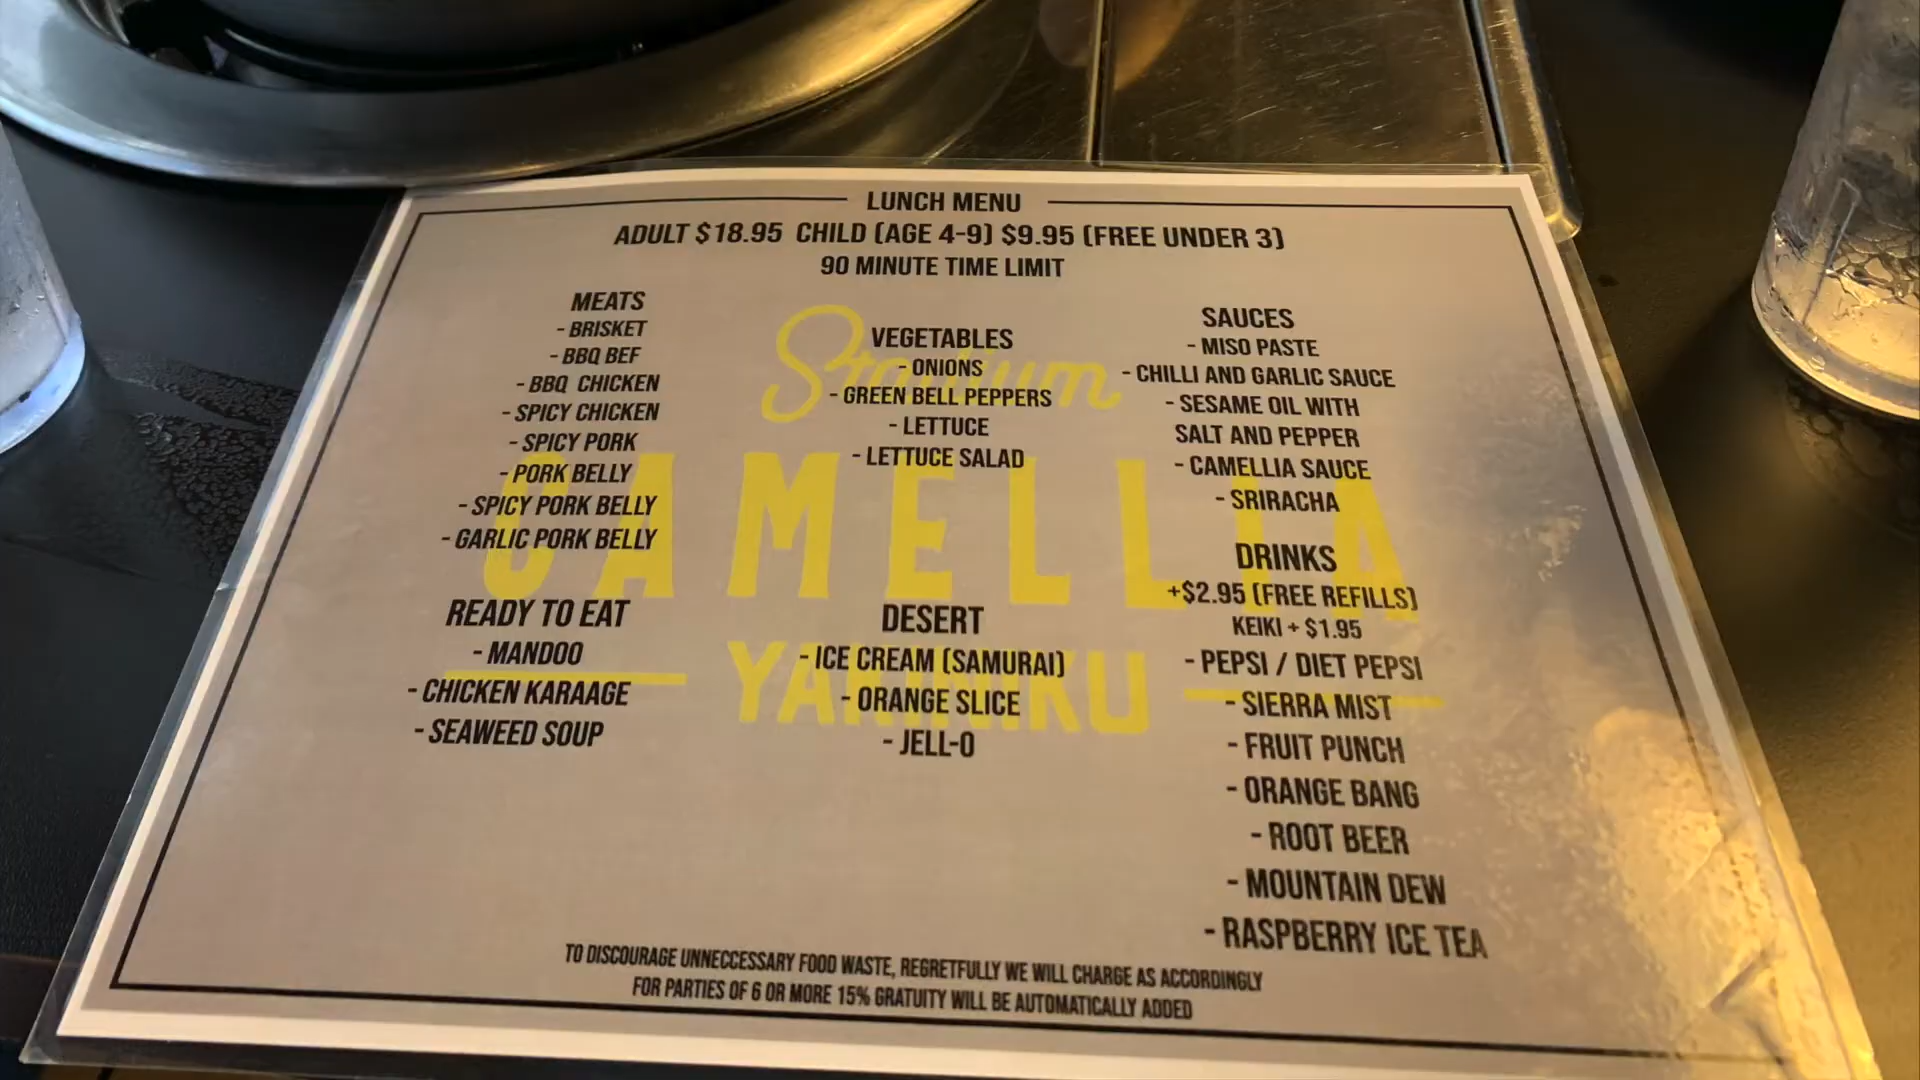 LUNCH MENU
ADULT $18.95 CHILD (AGE 4-9) $9.95 (FREE UNDER 3)
90 MINUTE TIME LIMIT
MEATS
- BRISKET
- BBQ BEF
- BBQ CHICKEN
- SPICY CHICKEN
- SPICY PORK
- PORK BELLY
- SPICY PORK BELLY
- GARLIC PORK BELLY
READY TO EAT
- MANDOO
- CHICKEN KARAAGE
- SEAWEED SOUP
VEGETABLES
- ONIONS
- GREEN BELL PEPPERS
- LETTUCE
- LETTUCE SALAD
DESERT
- ICE CREAM (SAMURAI)
- ORANGE SLICE
- JELL-O
SAUCES
- MISO PASTE
- CHILLI AND GARLIC SAUCE
- SESAME OIL WITH
SALT AND PEPPER
- CAMELLIA SAUCE
- SRIRACHA
DRINKS
+$2.95 (FREE REFILLS)
KEIKI + $1.95
- PEPSI / DIET PEPSI
- SIERRA MIST
- FRUIT PUNCH
- ORANGE BANG
- ROOT BEER
- MOUNTAIN DEW
- RASPBERRY ICE TEA
Stadium
CAMELLIA
YAKINIKU
TO DISCOURAGE UNNECCESSARY FOOD WASTE, REGRETFULLY WE WILL CHARGE AS ACCORDINGLY
FOR PARTIES OF 6 OR MORE 15% GRATUITY WILL BE AUTOMATICALLY ADDED